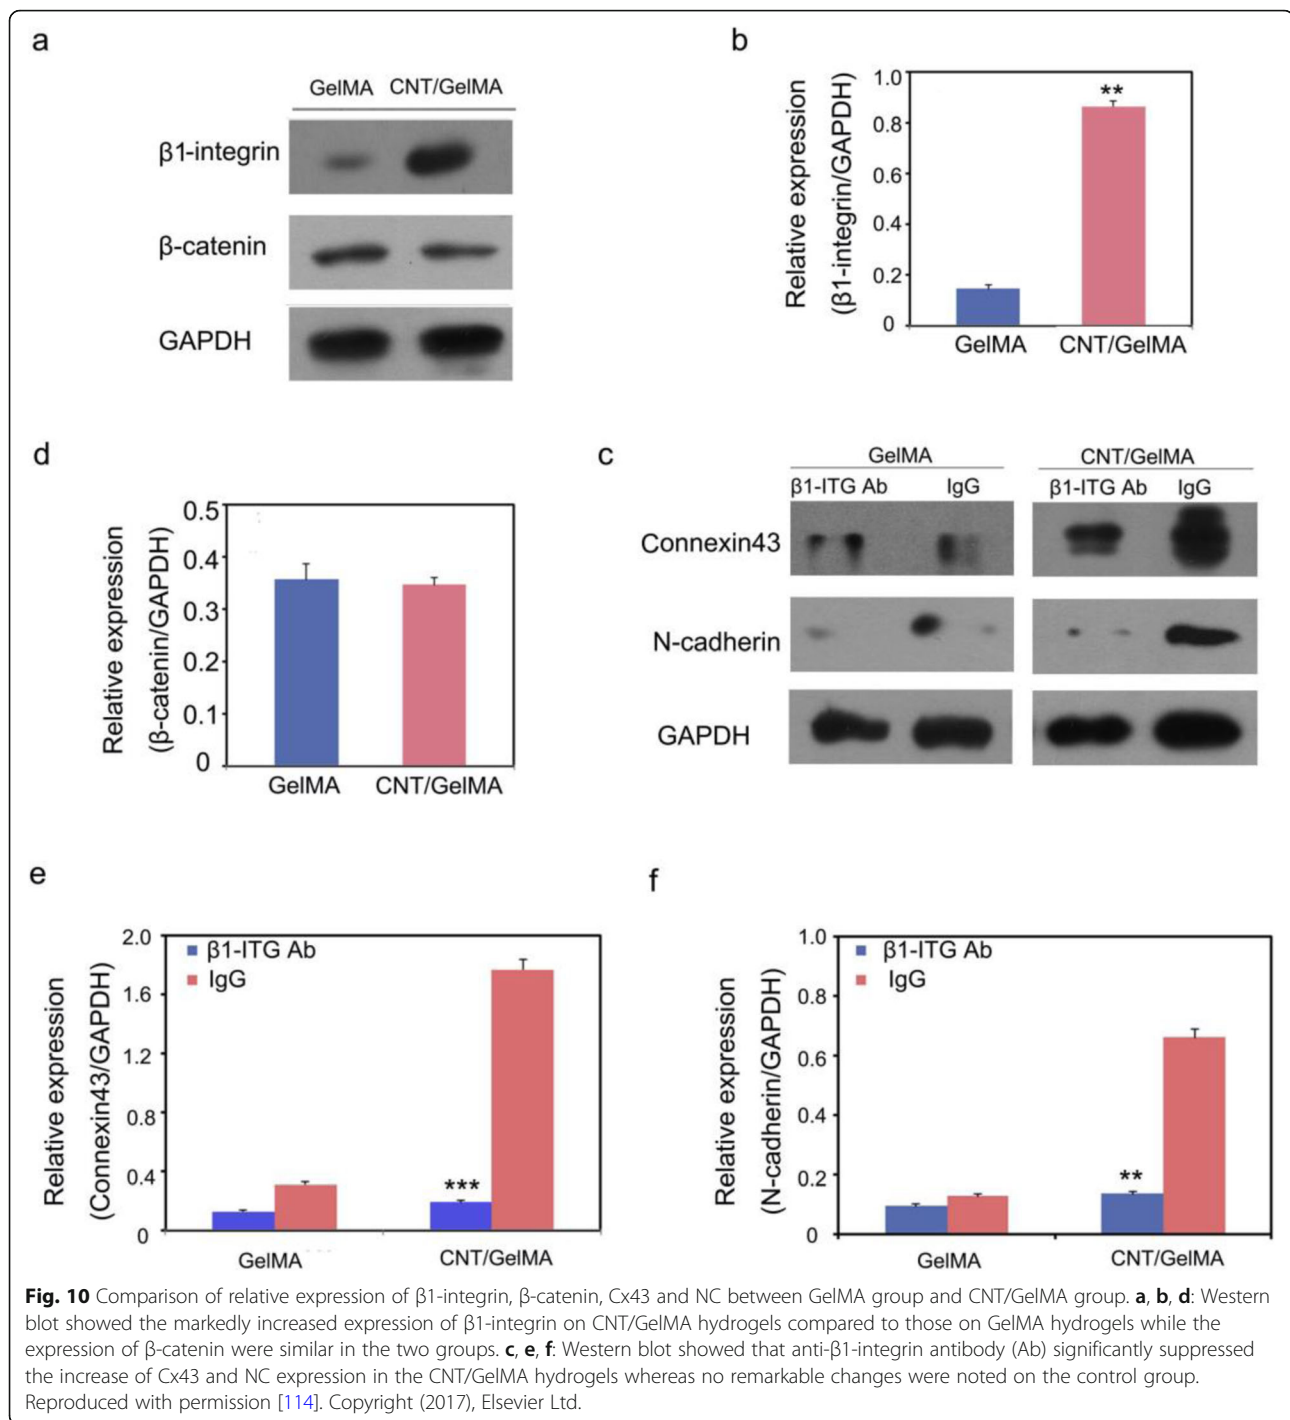 a
GelMA CNT/GelMA
β1-integrin
β-catenin
GAPDH
b
Relative expression
(β1-integrin/GAPDH)
1.0
0.8
0.6
0.4
0.2
0
**
GelMA CNT/GelMA
d
Relative expression
(β-catenin/GAPDH)
0.5
0.4
0.3
0.2
0.1
0
GelMA CNT/GelMA
c
GelMA CNT/GelMA
β1-ITG Ab IgG β1-ITG Ab IgG
Connexin43
N-cadherin
GAPDH
e
Relative expression
(Connexin43/GAPDH)
2.0
1.6
1.2
0.8
0.4
0
β1-ITG Ab
IgG
***
GelMA CNT/GelMA
f
Relative expression
(N-cadherin/GAPDH)
1.0
0.8
0.6
0.4
0.2
0
β1-ITG Ab
IgG
**
GelMA CNT/GelMA
Fig. 10 Comparison of relative expression of β1-integrin, β-catenin, Cx43 and NC between GelMA group and CNT/GelMA group. a, b, d: Western
blot showed the markedly increased expression of β1-integrin on CNT/GelMA hydrogels compared to those on GelMA hydrogels while the
expression of β-catenin were similar in the two groups. c, e, f: Western blot showed that anti-β1-integrin antibody (Ab) significantly suppressed
the increase of Cx43 and NC expression in the CNT/GelMA hydrogels whereas no remarkable changes were noted on the control group.
Reproduced with permission [114]. Copyright (2017), Elsevier Ltd.